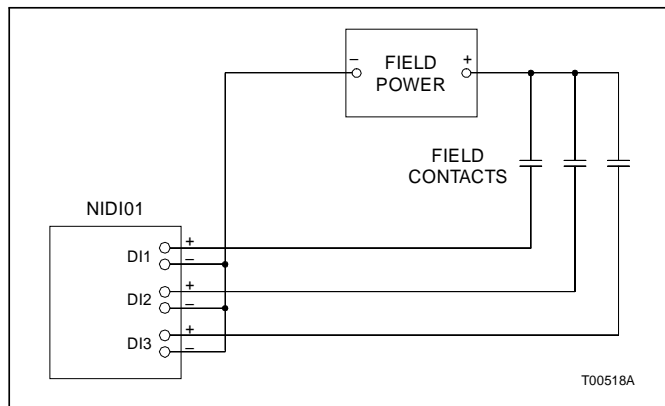 − FIELD +
POWER
FIELD
CONTACTS
NIDI01
DI1 +
−
DI2 +
−
DI3 +
−
T00518A